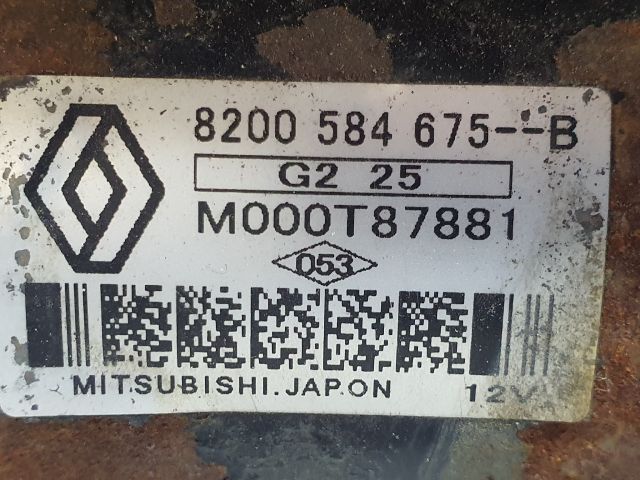 8200 584 675--B
G2 25
M000T87881
053
MITSUBISHI.JAPON 12V